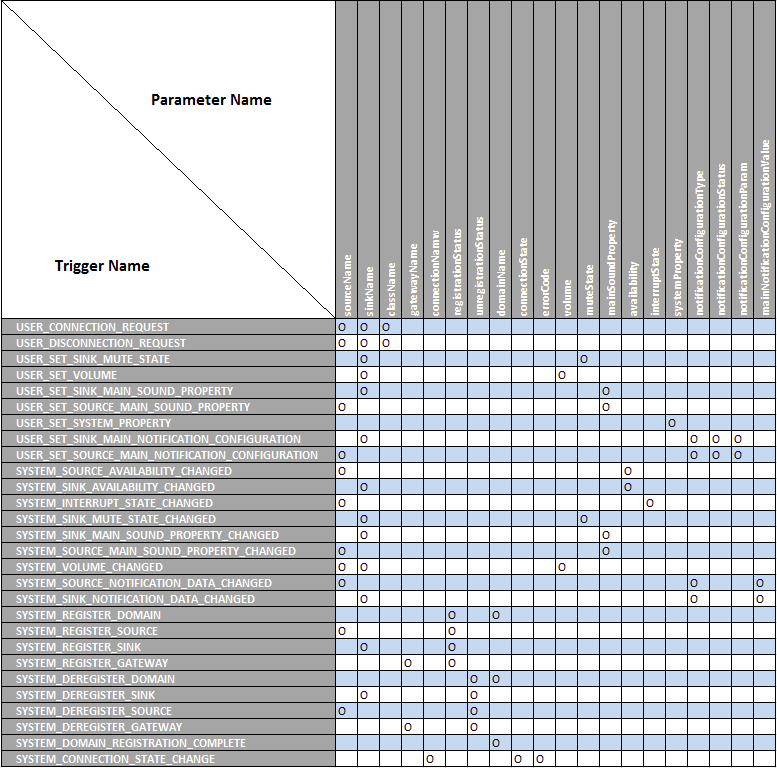 Parameter Name
Trigger Name
sourceName
sinkName
className
gatewayName
connectionNamw
registrationStatus
unregistrationStatus
domainName
connectionState
errorCode
volume
muteState
mainSoundProperty
availability
interruptState
systemProperty
notificationConfigurationType
notificationConfigurationStatus
notificationConfigurationParam
mainNotificationConfigurationValue
USER_CONNECTION_REQUEST O O O
USER_DISCONNECTION_REQUEST O O O
USER_SET_SINK_MUTE_STATE O O
USER_SET_VOLUME O O
USER_SET_SINK_MAIN_SOUND_PROPERTY O O
USER_SET_SOURCE_MAIN_SOUND_PROPERTY O O
USER_SET_SYSTEM_PROPERTY O
USER_SET_SINK_MAIN_NOTIFICATION_CONFIGURATION O O O O
USER_SET_SOURCE_MAIN_NOTIFICATION_CONFIGURATION O O O O
SYSTEM_SOURCE_AVAILABILITY_CHANGED O O
SYSTEM_SINK_AVAILABILITY_CHANGED O O
SYSTEM_INTERRUPT_STATE_CHANGED O O
SYSTEM_SINK_MUTE_STATE_CHANGED O O
SYSTEM_SINK_MAIN_SOUND_PROPERTY_CHANGED O O
SYSTEM_SOURCE_MAIN_SOUND_PROPERTY_CHANGED O O
SYSTEM_VOLUME_CHANGED O O O
SYSTEM_SOURCE_NOTIFICATION_DATA_CHANGED O O O
SYSTEM_SINK_NOTIFICATION_DATA_CHANGED O O O
SYSTEM_REGISTER_DOMAIN O O
SYSTEM_REGISTER_SOURCE O O
SYSTEM_REGISTER_SINK O O
SYSTEM_REGISTER_GATEWAY O O
SYSTEM_DEREGISTER_DOMAIN O O
SYSTEM_DEREGISTER_SINK O O
SYSTEM_DEREGISTER_SOURCE O O
SYSTEM_DEREGISTER_GATEWAY O O
SYSTEM_DOMAIN_REGISTRATION_COMPLETE O
SYSTEM_CONNECTION_STATE_CHANGE O O O